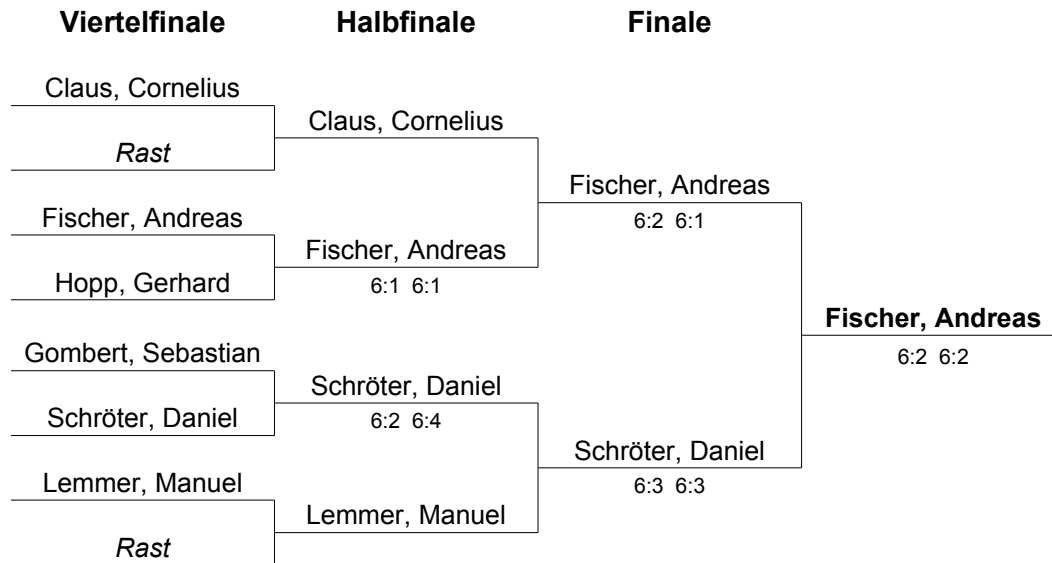 Viertelfinale Halbfinale Finale
Claus, Cornelius
Rast
Fischer, Andreas
Hopp, Gerhard
Gombert, Sebastian
Schröter, Daniel
Lemmer, Manuel
Rast
Claus, Cornelius
Fischer, Andreas
6:1 6:1
Schröter, Daniel
6:2 6:4
Lemmer, Manuel
Fischer, Andreas
6:2 6:1
Schröter, Daniel
6:3 6:3
Fischer, Andreas
6:2 6:2